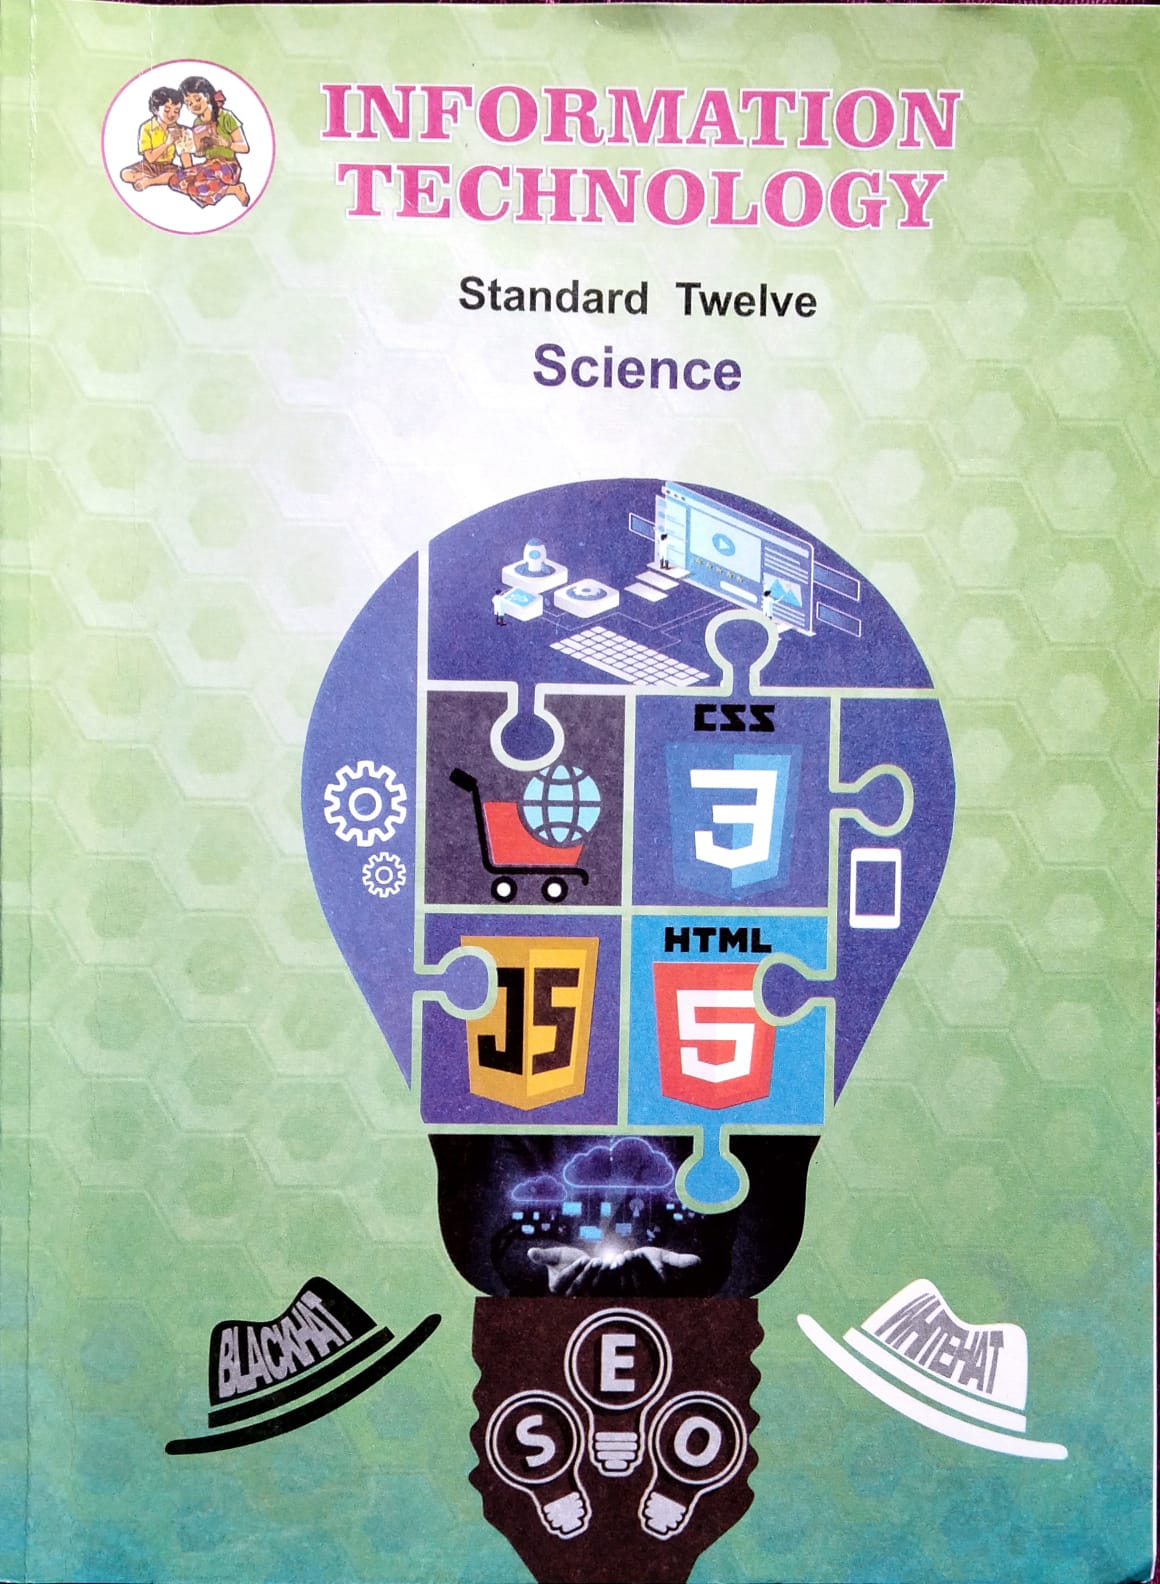 INFORMATION
TECHNOLOGY
Standard Twelve
Science
CSS
3
JS
HTML
5
BLACKHAT
WHITEHAT
S E O